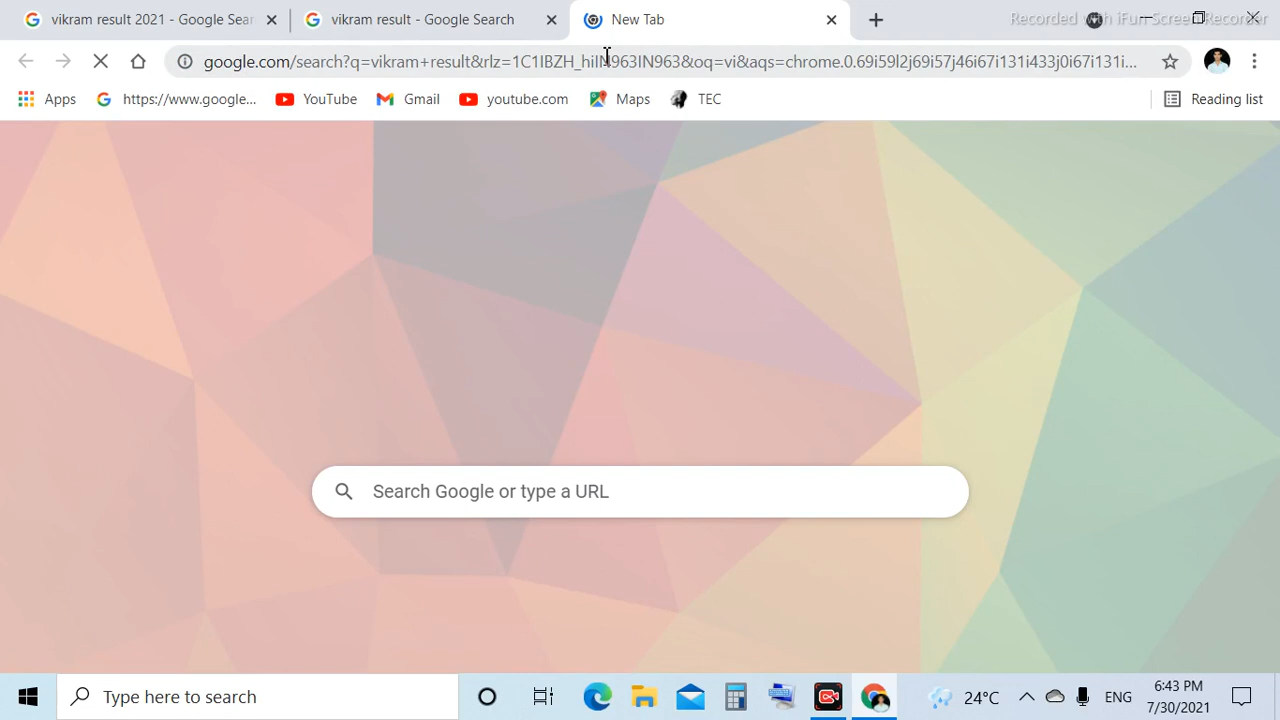 vikram result 2021 - Google Sear
vikram result - Google Search
New Tab
Recorded with iFun Screen Recorder
google.com/search?q=vikram+result&rlz=1C1IBZH_hiIN963IN963&oq=vi&aqs=chrome.0.69i59l2j69i57j46i67i131i433j0i67i131i...
Apps
https://www.google...
YouTube
Gmail
youtube.com
Maps
TEC
Reading list
Search Google or type a URL
Type here to search
24°C
ENG
6:43 PM
7/30/2021